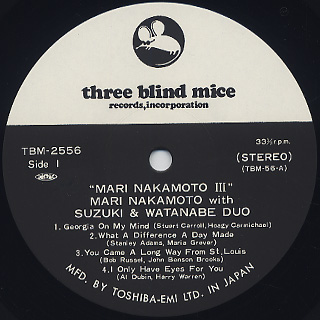 three blind mice
records, incorporation
TBM-2556
Side 1
33⅓ r.p.m.
(STEREO)
(TBM-56-A)
"MARI NAKAMOTO III"
MARI NAKAMOTO with
SUZUKI & WATANABE DUO
1. Georgia On My Mind (Stuart Carroll, Hoagy Carmichael)
2. What A Difference A Day Made
(Stanley Adams, Maria Grever)
3. You Came A Long Way From St, Louis
(Bob Russel, John Benson Brooks)
4. I Only Have Eyes For You
(Al Dubin, Harry Warren)
MFD. BY TOSHIBA-EMI LTD. IN JAPAN